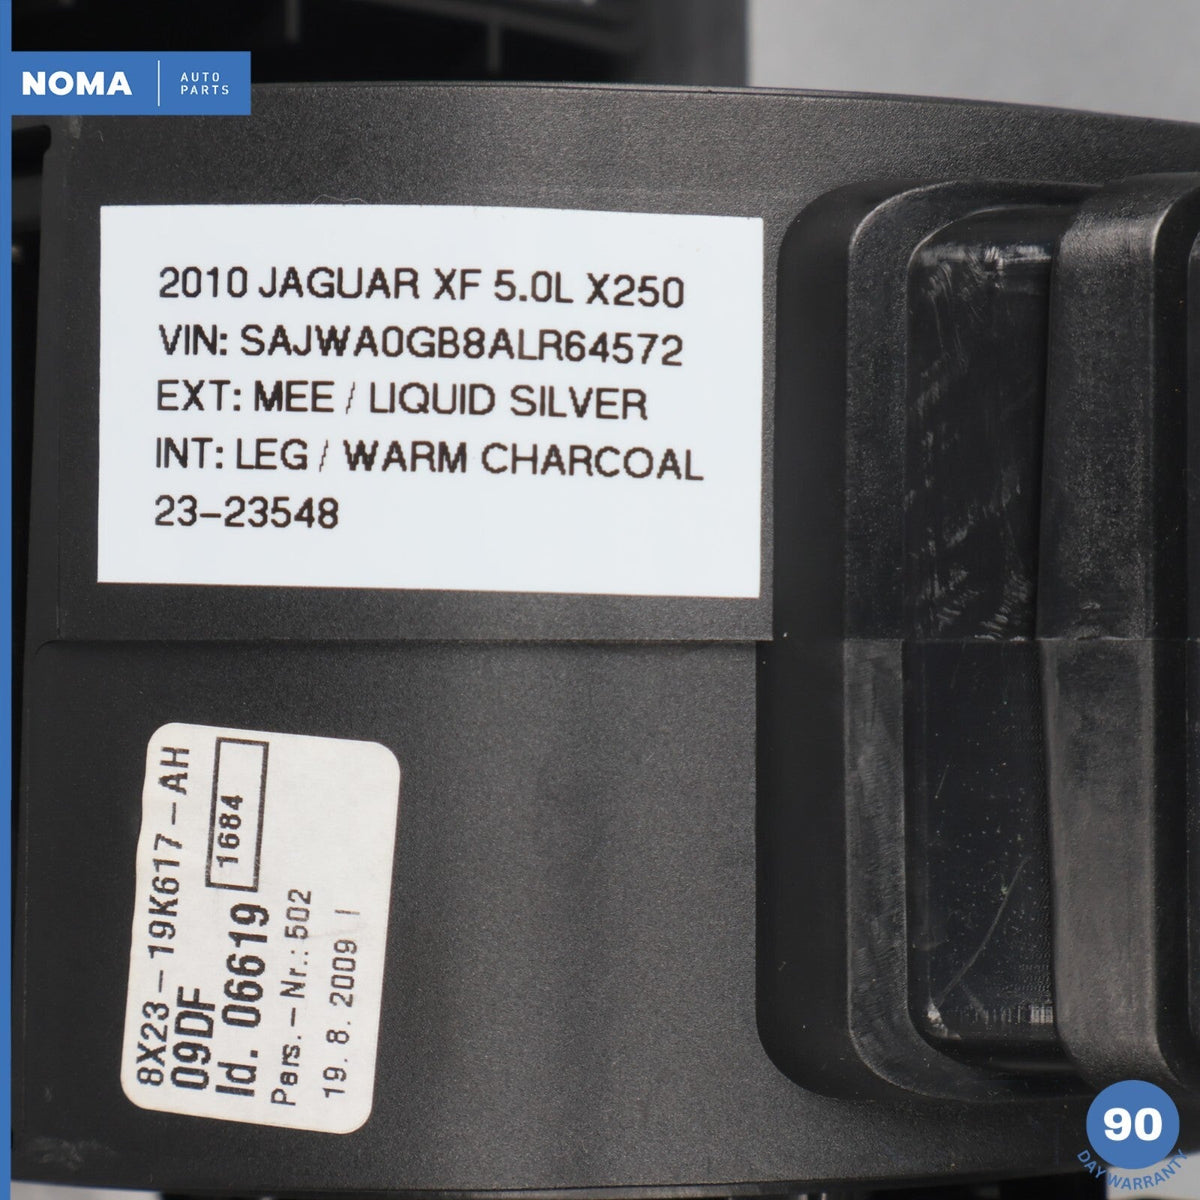 NOMA AUTO PARTS
2010 JAGUAR XF 5.0L X250
VIN: SAJWA0GB8ALR64572
EXT: MEE / LIQUID SILVER
INT: LEG / WARM CHARCOAL
23-23548
8X23-19K617-AH
09DF
1684
Id. 06619
Pers.-Nr.: 502
19. 8. 2009 I
90
DAY WARRANTY